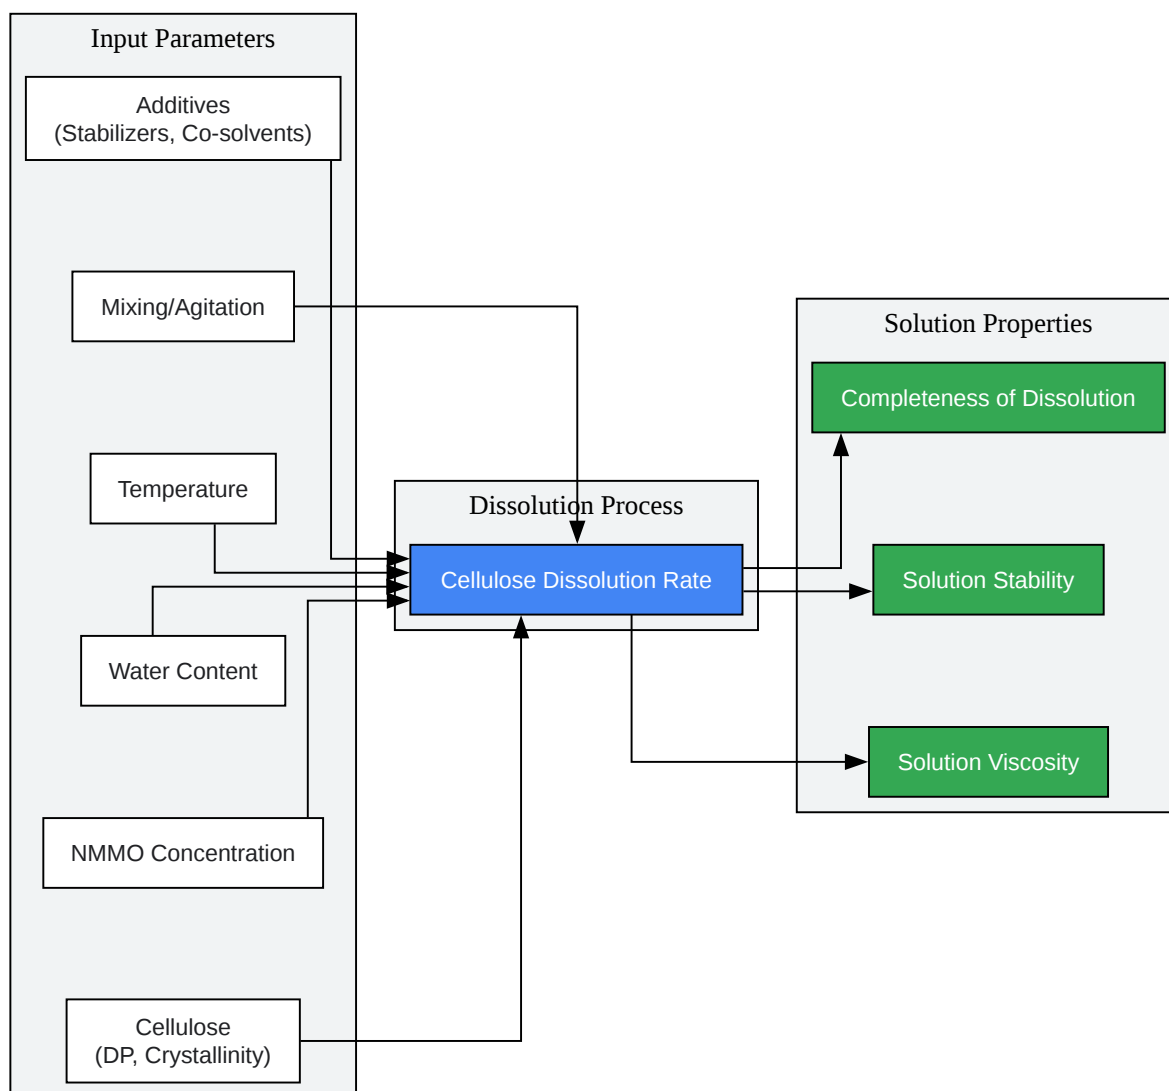 Input Parameters
Additives
(Stabilizers, Co-solvents)
Mixing/Agitation
Temperature
Water Content
NMMO Concentration
Cellulose
(DP, Crystallinity)
Dissolution Process
Cellulose Dissolution Rate
Solution Properties
Completeness of Dissolution
Solution Stability
Solution Viscosity